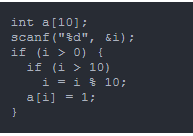 int a[10];
scanf("%d", &i);
if (i > 0) {
  if (i > 10)
    i = i % 10;
  a[i] = 1;
}